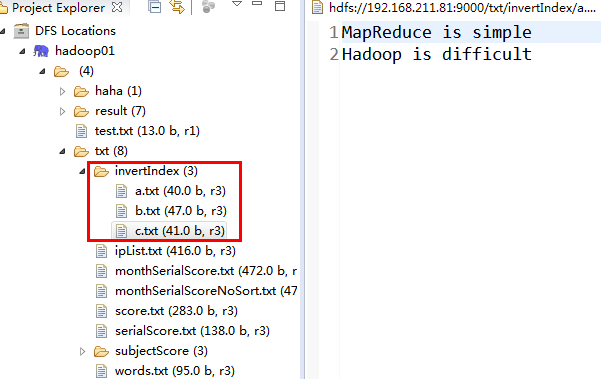 Project Explorer
DFS Locations
hadoop01
(4)
haha (1)
result (7)
test.txt (13.0 b, r1)
txt (8)
invertIndex (3)
a.txt (40.0 b, r3)
b.txt (47.0 b, r3)
c.txt (41.0 b, r3)
ipList.txt (416.0 b, r3)
monthSerialScore.txt (472.0 b, r
monthSerialScoreNoSort.txt (47
score.txt (283.0 b, r3)
serialScore.txt (138.0 b, r3)
subjectScore (3)
words.txt (95.0 b, r3)
hdfs://192.168.211.81:9000/txt/invertIndex/a....
1 MapReduce is simple
2 Hadoop is difficult